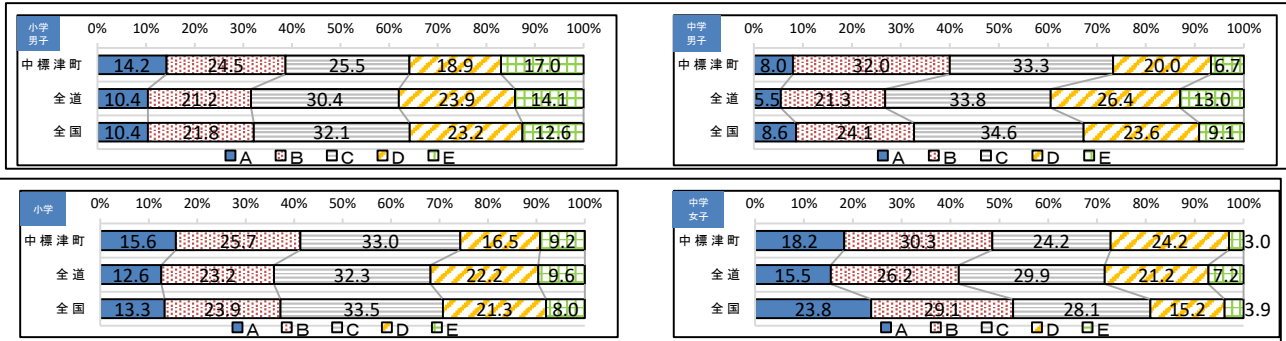 小学
男子
0% 10% 20% 30% 40% 50% 60% 70% 80% 90% 100%
中標津町 14.2 24.5 25.5 18.9 17.0
全道 10.4 21.2 30.4 23.9 14.1
全国 10.4 21.8 32.1 23.2 12.6
A B C D E
中学
男子
0% 10% 20% 30% 40% 50% 60% 70% 80% 90% 100%
中標津町 8.0 32.0 33.3 20.0 6.7
全道 5.5 21.3 33.8 26.4 13.0
全国 8.6 24.1 34.6 23.6 9.1
A B C D E
小学
0% 10% 20% 30% 40% 50% 60% 70% 80% 90% 100%
中標津町 15.6 25.7 33.0 16.5 9.2
全道 12.6 23.2 32.3 22.2 9.6
全国 13.3 23.9 33.5 21.3 8.0
A B C D E
中学
女子
0% 10% 20% 30% 40% 50% 60% 70% 80% 90% 100%
中標津町 18.2 30.3 24.2 24.2 3.0
全道 15.5 26.2 29.9 21.2 7.2
全国 23.8 29.1 28.1 15.2 3.9
A B C D E